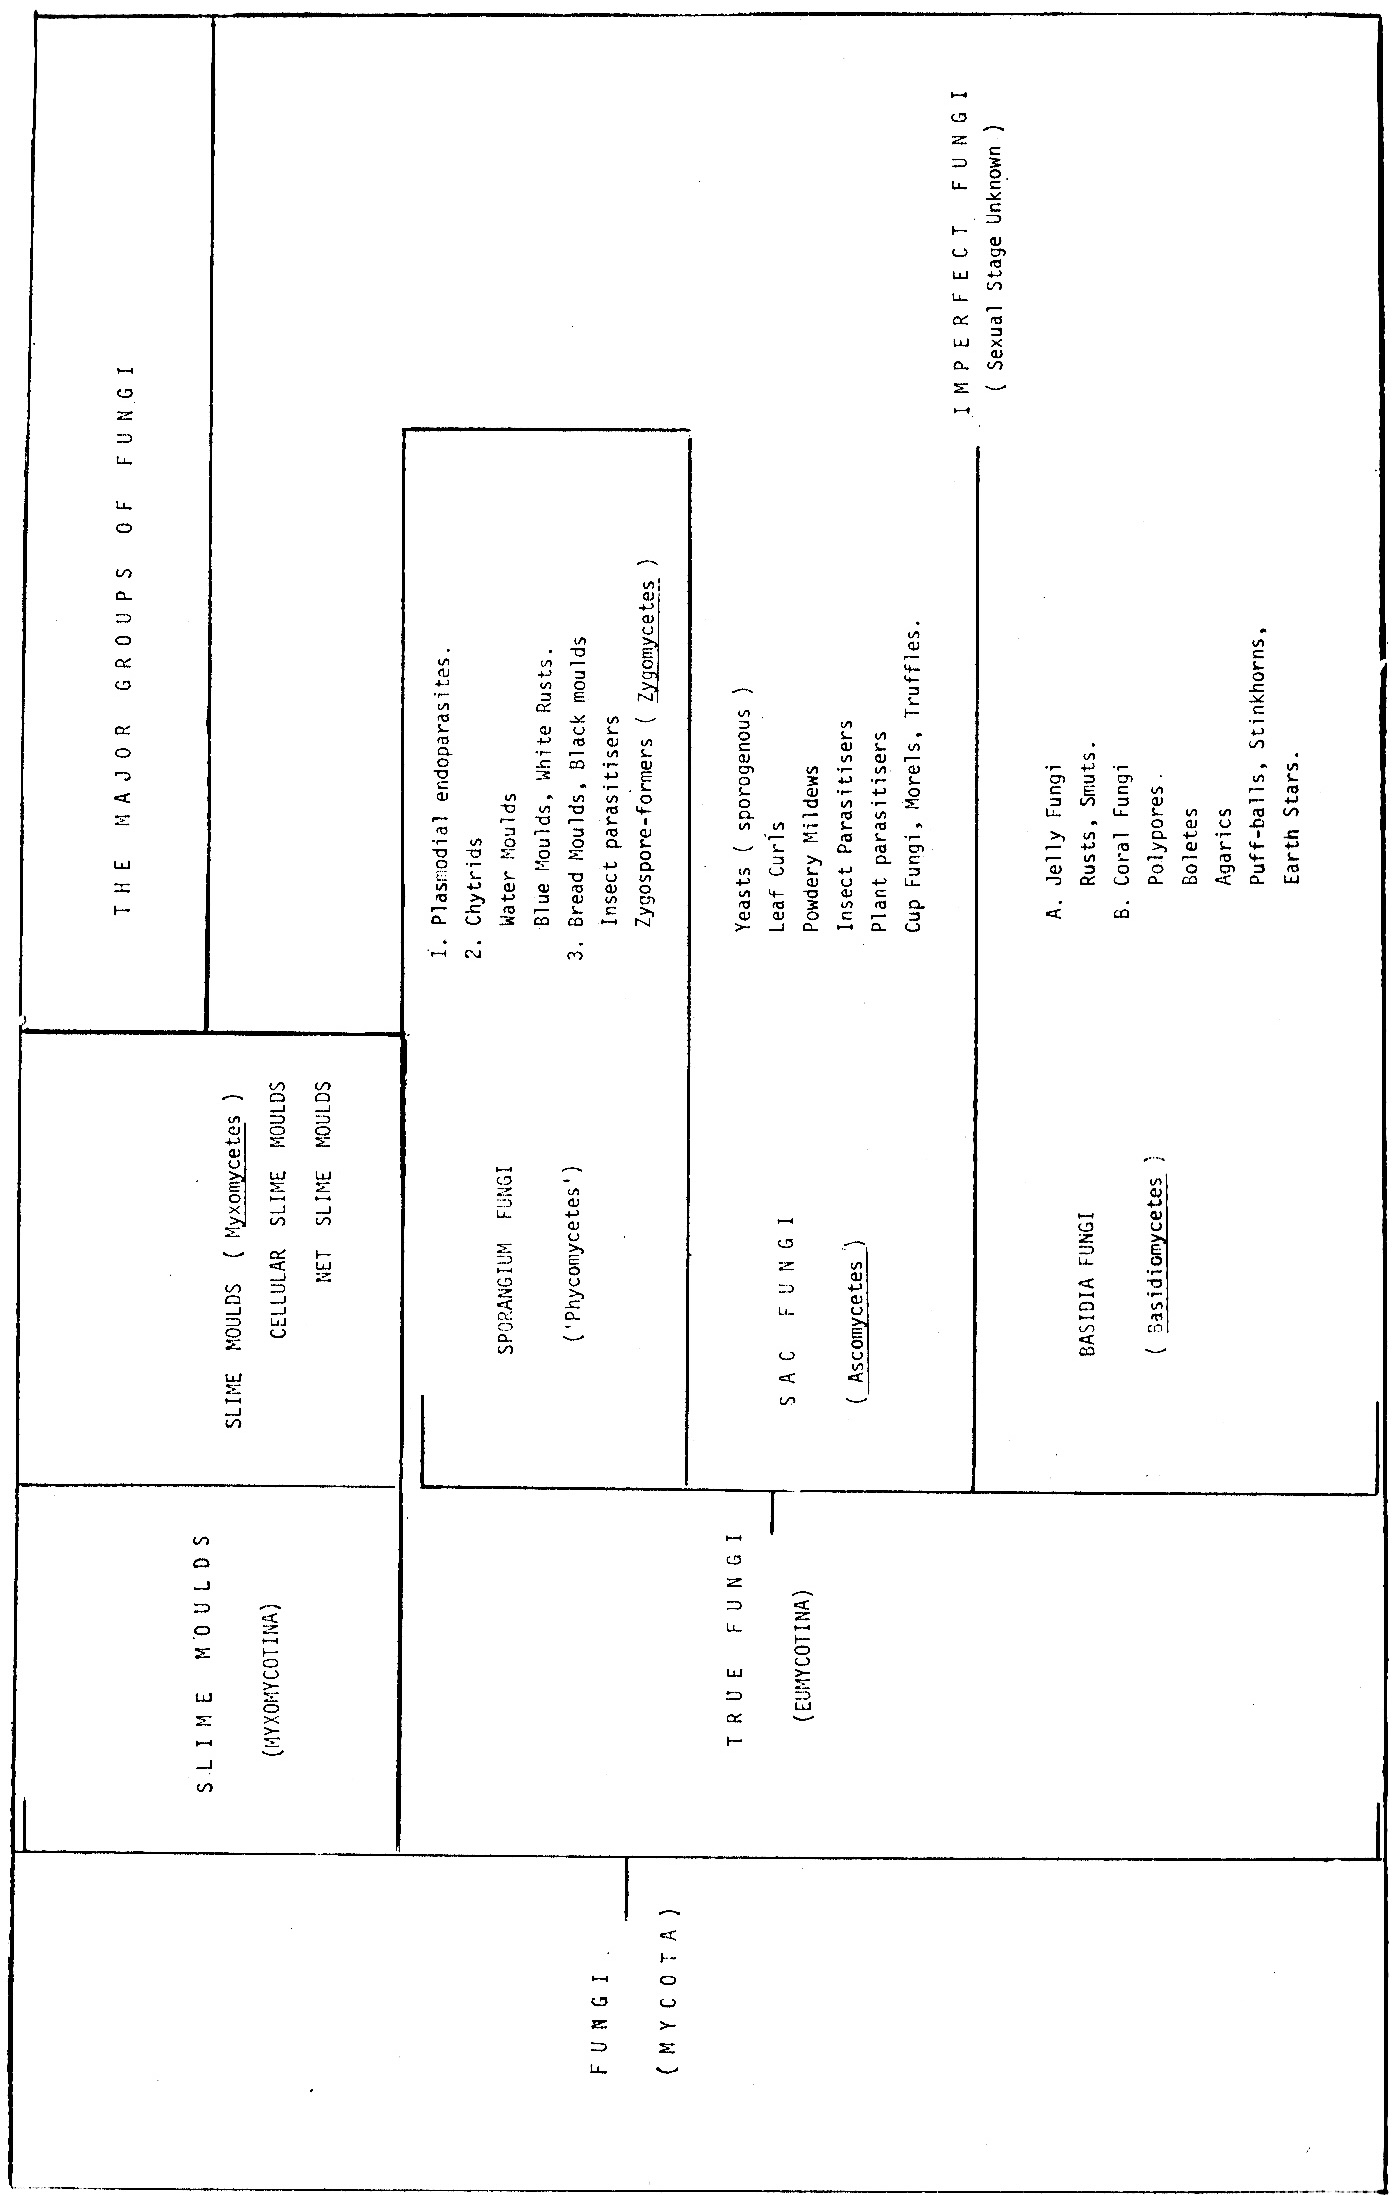 THE MAJOR GROUPS OF FUNGI
FUNGI
(MYCOTA)
SLIME MOULDS
(MYXOMYCOTINA)
SLIME MOULDS ( Myxomycetes )
CELLULAR SLIME MOULDS
NET SLIME MOULDS
TRUE FUNGI
(EUMYCOTINA)
SPORANGIUM FUNGI
('Phycomycetes')
1. Plasmodial endoparasites.
2. Chytrids
Water Moulds
Blue Moulds, White Rusts.
3. Bread Moulds, Black moulds
Insect parasitisers
Zygospore-formers ( Zygomycetes )
SAC FUNGI
( Ascomycetes )
Yeasts ( sporogenous )
Leaf Curls
Powdery Mildews
Insect Parasitisers
Plant parasitisers
Cup Fungi, Morels, Truffles.
IMPERFECT FUNGI
( Sexual Stage Unknown )
BASIDIA FUNGI
( Basidiomycetes )
A. Jelly Fungi
Rusts, Smuts.
B. Coral Fungi
Polypores.
Boletes
Agarics
Puff-balls, Stinkhorns,
Earth Stars.